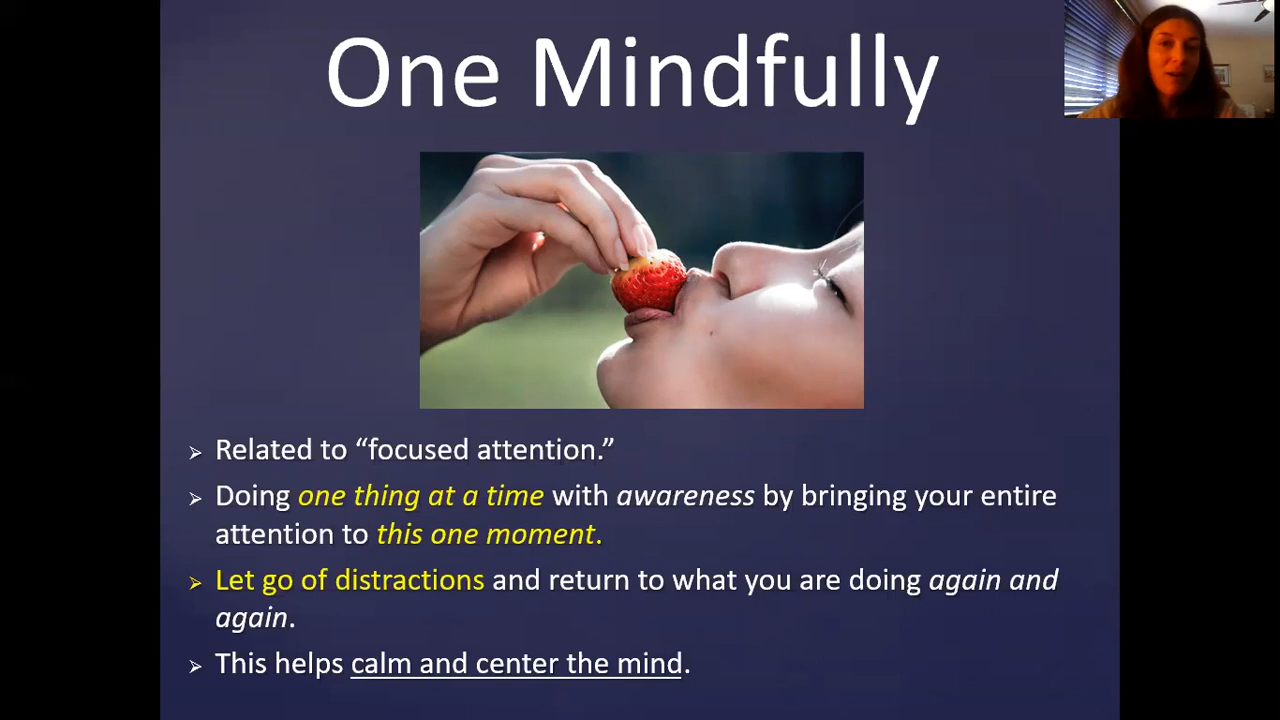 One Mindfully
Related to “focused attention.”
Doing one thing at a time with awareness by bringing your entire
attention to this one moment.
Let go of distractions and return to what you are doing again and
again.
This helps calm and center the mind.